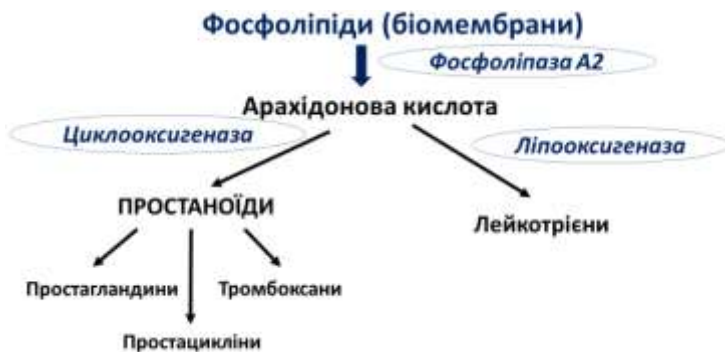 Фосфоліпіди (біомембрани)
Фосфоліпаза А2
Арахідонова кислота
Циклооксигеназа
Ліпооксигеназа
ПРОСТАНОЇДИ
Лейкотрієни
Простагландини
Тромбоксани
Простацикліни